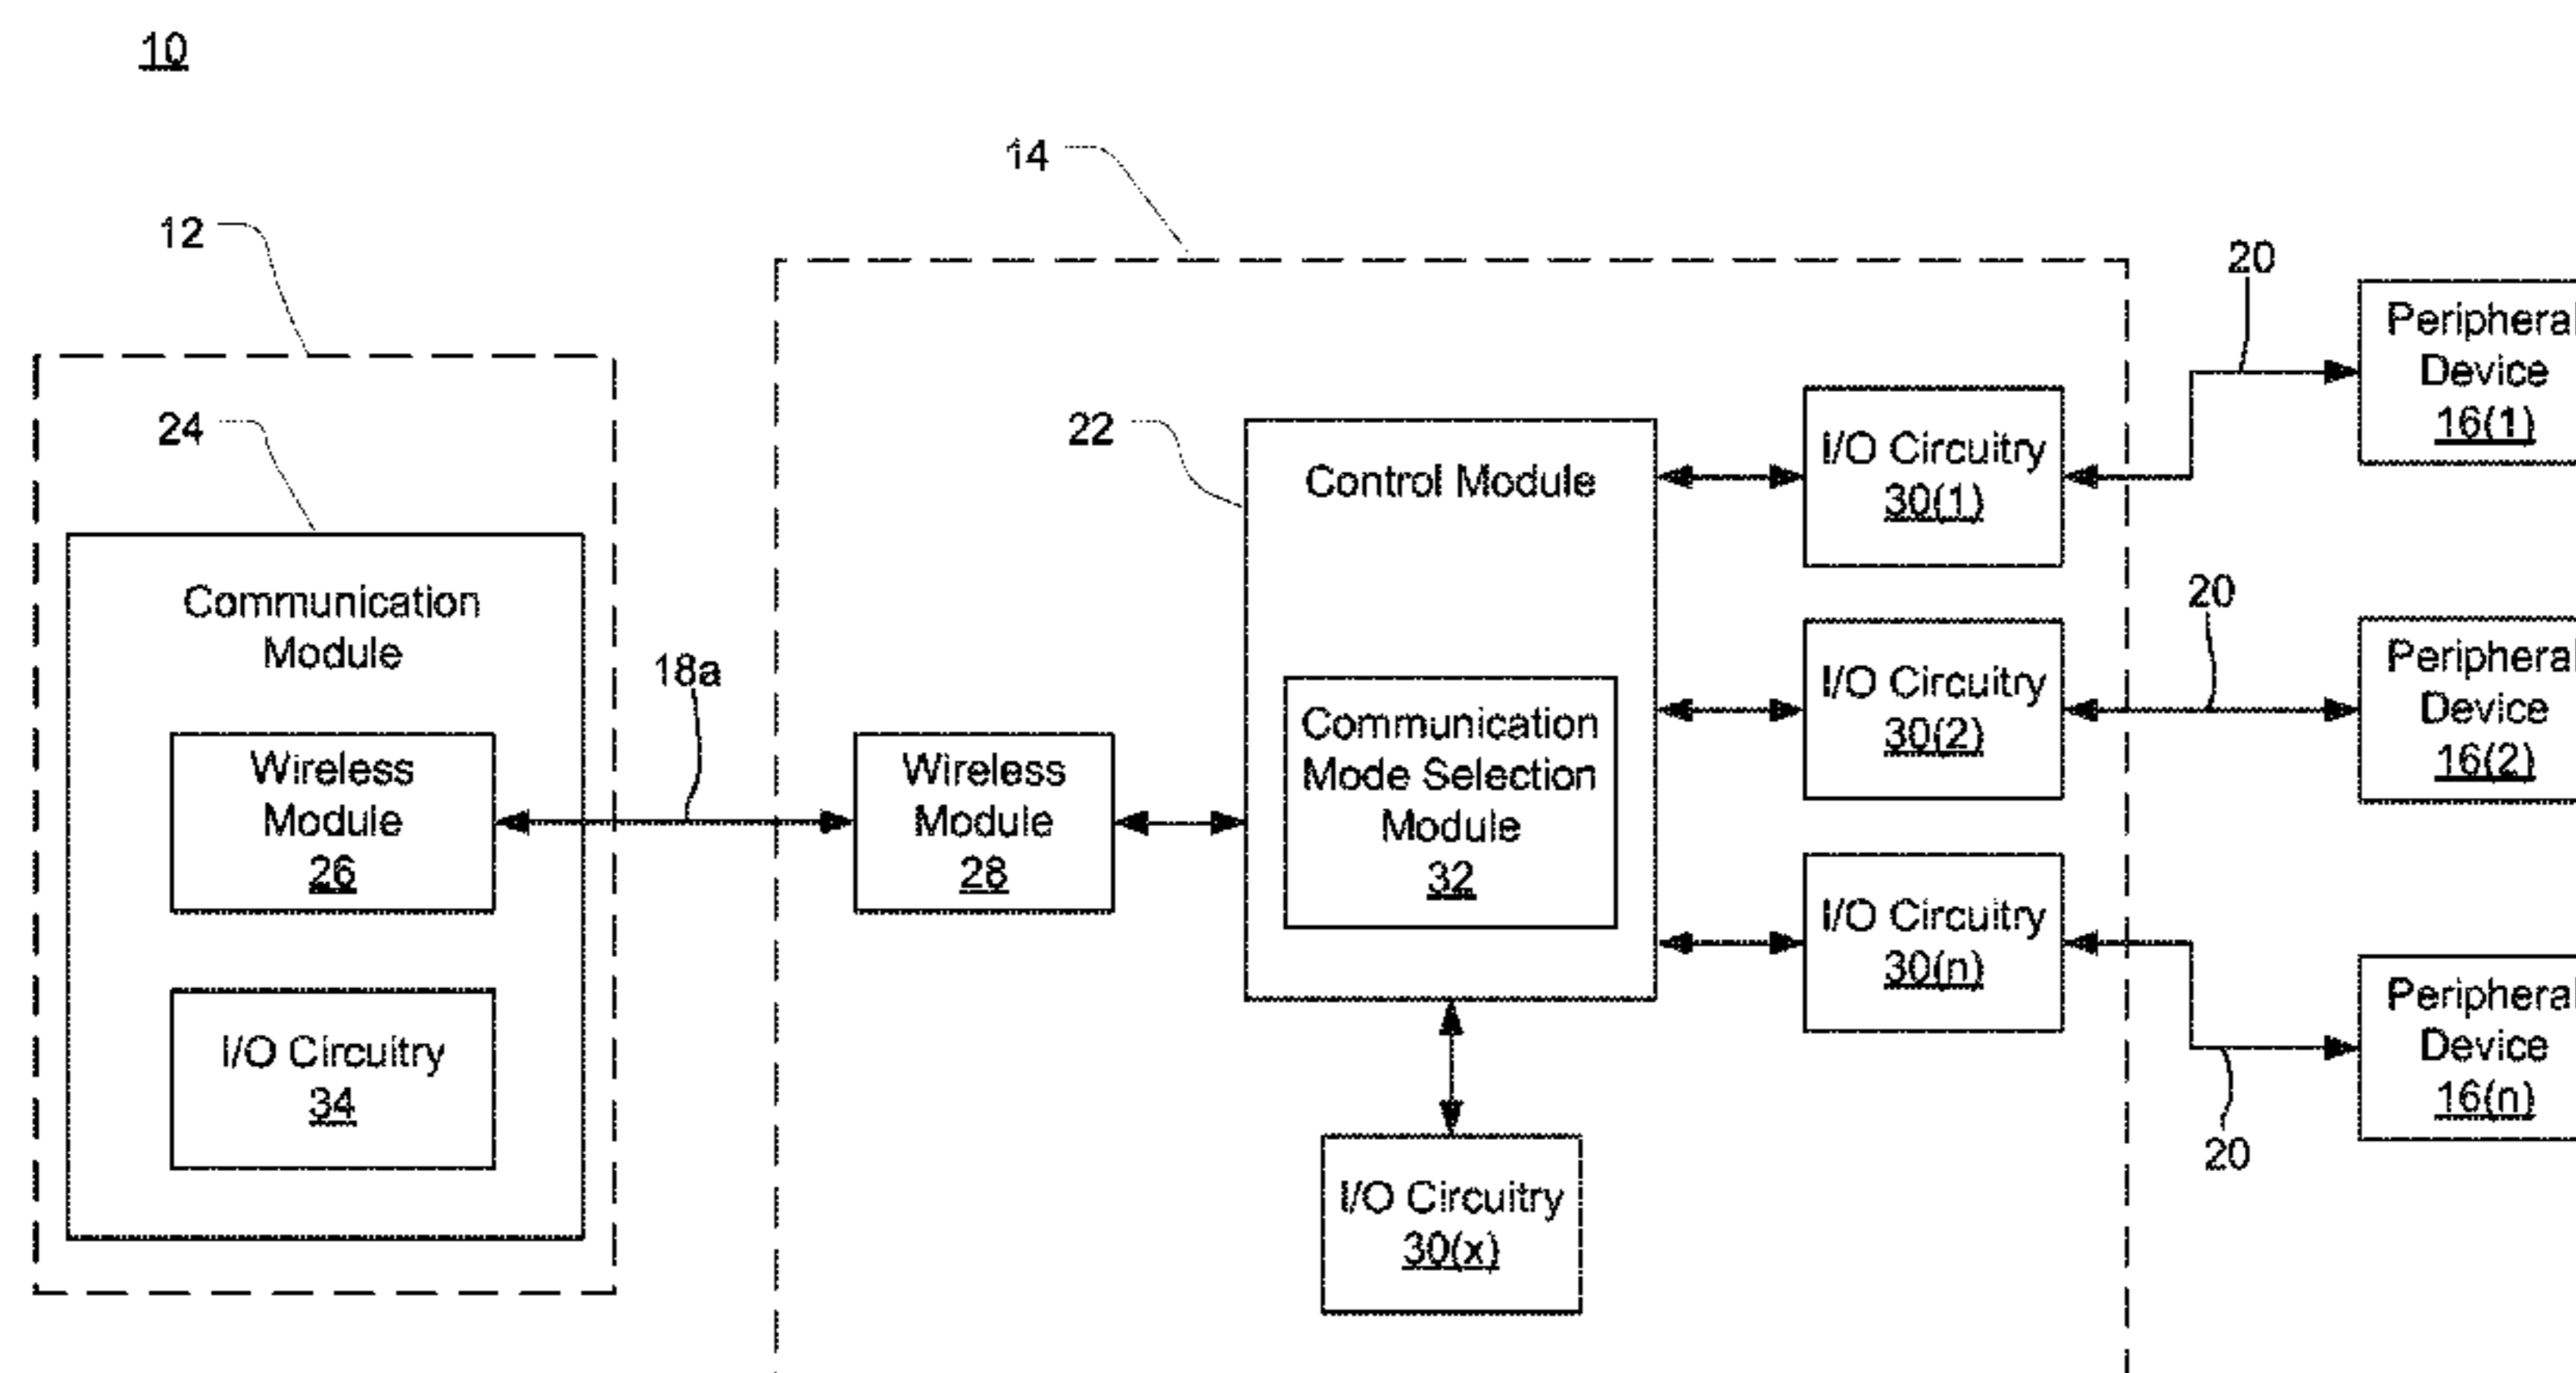 10
14
12
20
Peripheral
Device
16(1)
24
22
Control Module
I/O Circuitry
30(1)
Communication
Module
18a
20
Peripheral
Device
16(2)
I/O Circuitry
30(2)
Communication
Mode Selection
Module
32
Wireless
Module
26
Wireless
Module
28
I/O Circuitry
30(n)
Peripheral
Device
16(n)
20
I/O Circuitry
34
I/O Circuitry
30(x)